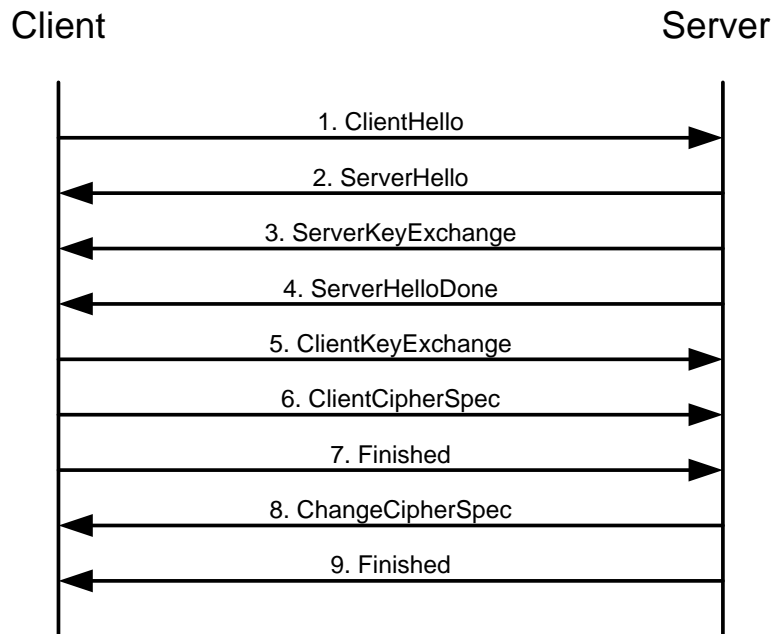 Client
Server
1. ClientHello
2. ServerHello
3. ServerKeyExchange
4. ServerHelloDone
5. ClientKeyExchange
6. ClientCipherSpec
7. Finished
8. ChangeCipherSpec
9. Finished